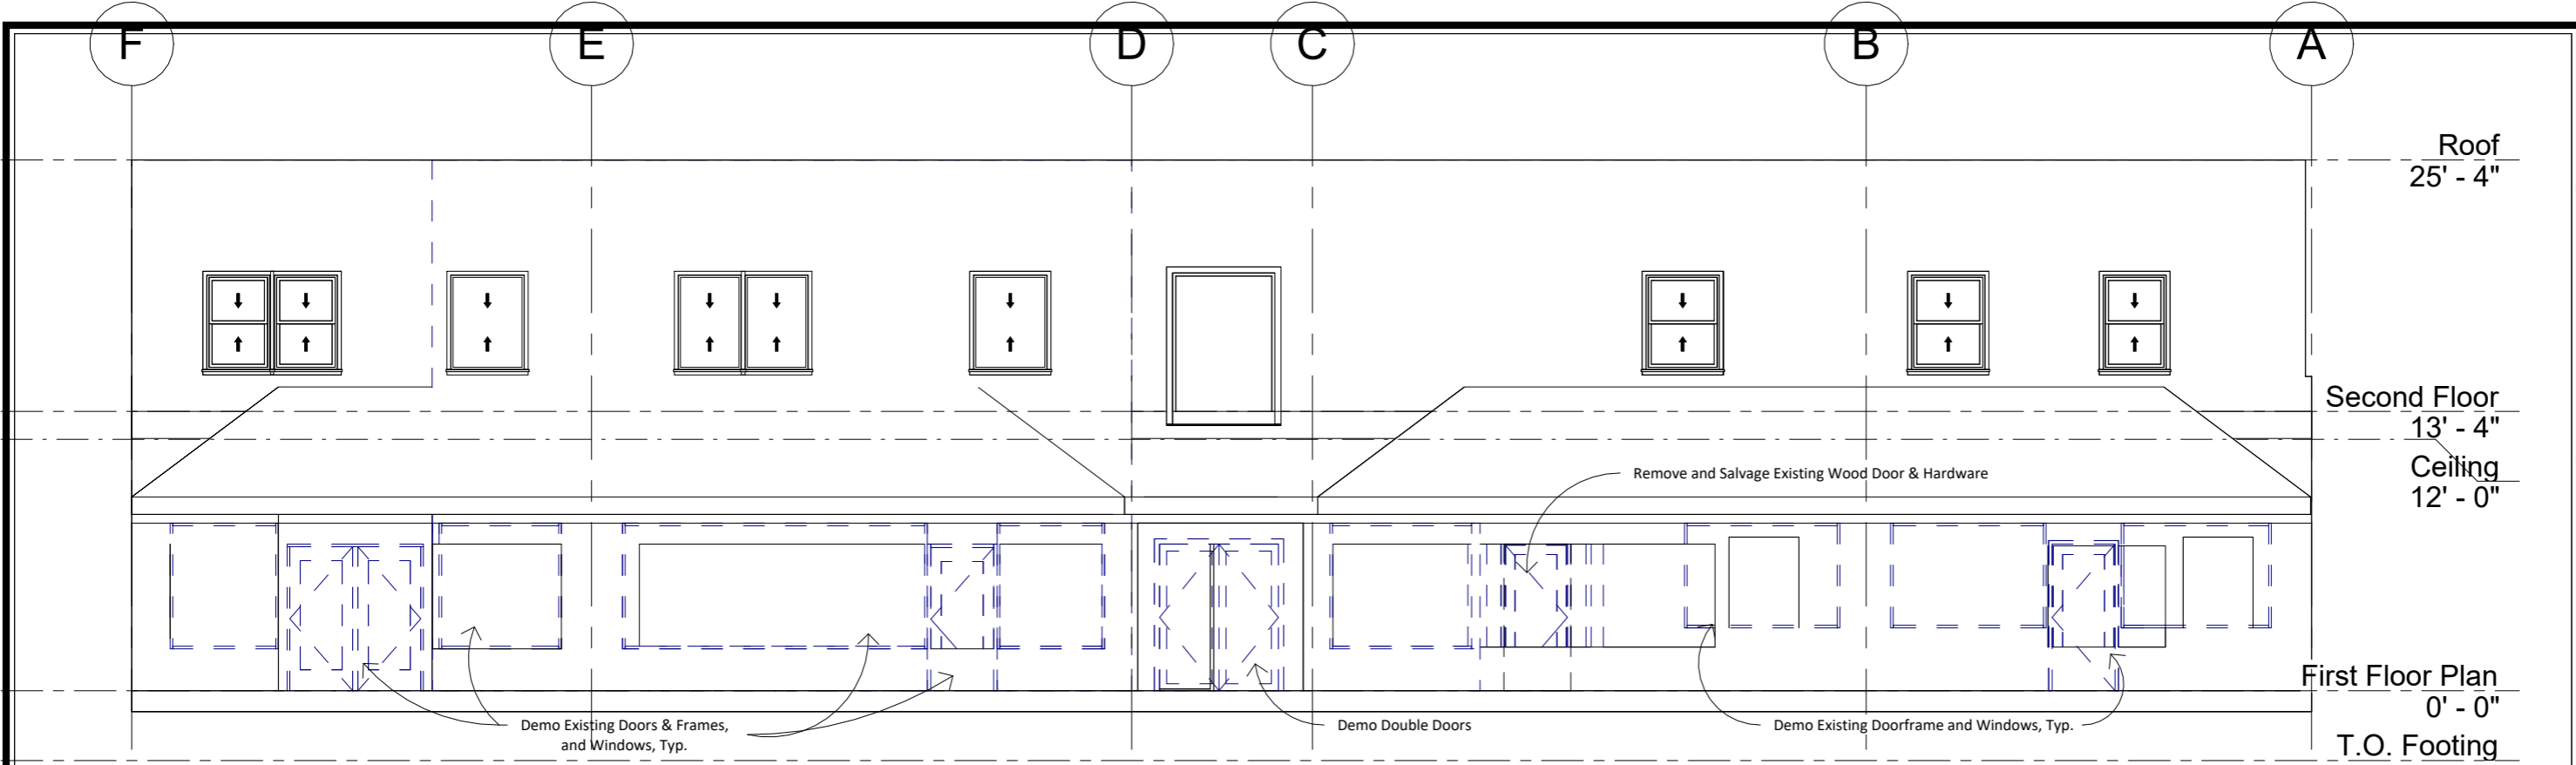 F
E
D
C
B
A
Roof
25' - 4"
Second Floor
13' - 4"
Ceiling
12' - 0"
Remove and Salvage Existing Wood Door & Hardware
First Floor Plan
0' - 0"
Demo Existing Doors & Frames,
and Windows, Typ.
Demo Double Doors
Demo Existing Doorframe and Windows, Typ.
T.O. Footing